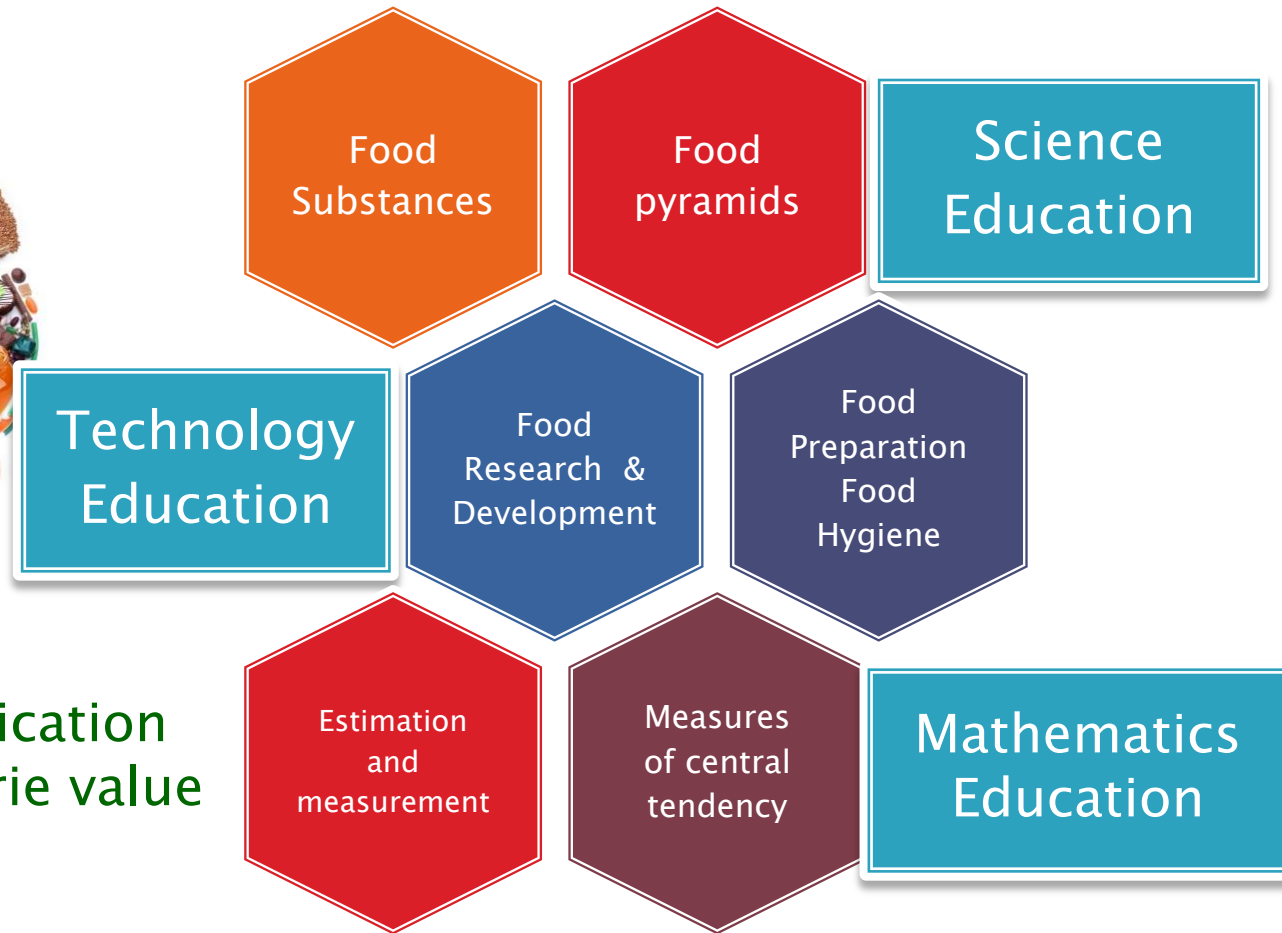 Food
Substances
Food
pyramids
Science
Education
Technology
Education
Food
Research &
Development
Food
Preparation
Food
Hygiene
rie value
Estimation
and
measurement
Measures
of central
tendency
Mathematics
Education